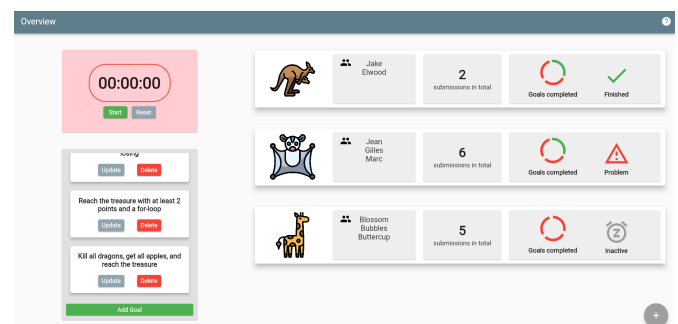 Overview
?
00:00:00
Start
Reset
losing
Update
Delete
Reach the treasure with at least 2
points and a for-loop
Update
Delete
Kill all dragons, get all apples, and
reach the treasure
Update
Delete
Add Goal
Jake
Elwood
2
submissions in total
Goals completed
Finished
Jean
Gilles
Marc
6
submissions in total
Goals completed
Problem
Blossom
Bubbles
Buttercup
5
submissions in total
Goals completed
z
Inactive
+